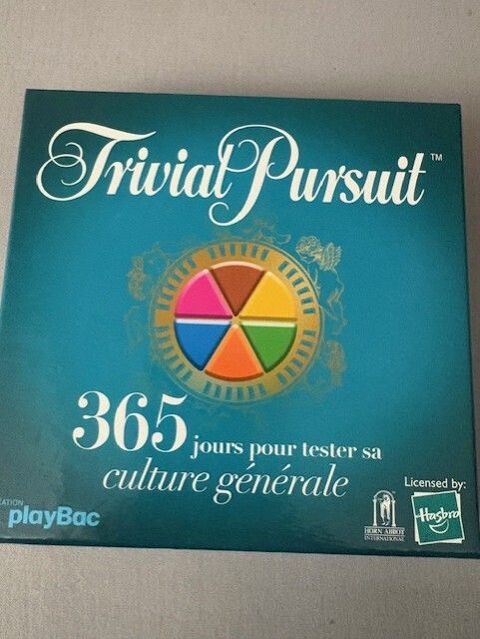 Trivial Pursuit™
365 jours pour tester sa
culture générale
playBac
Licensed by:
Hasbro
HORN ABBOT
INTERNATIONAL